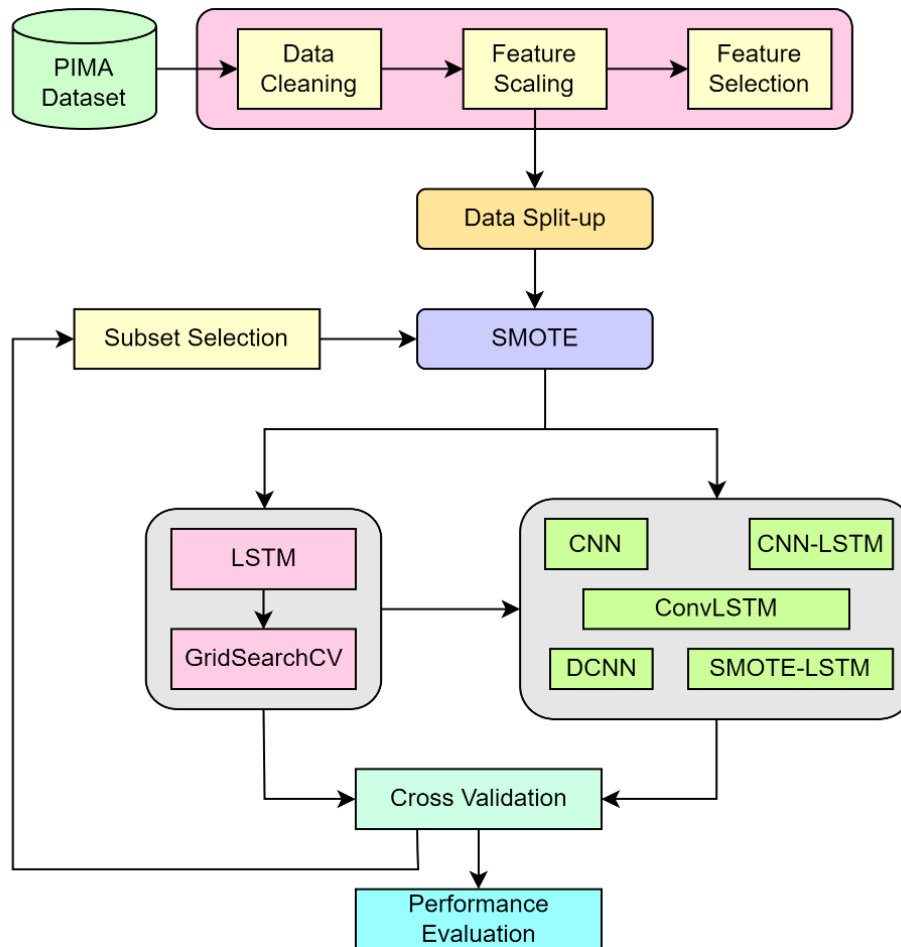 PIMA
Dataset
Data
Cleaning
Feature
Scaling
Feature
Selection
Data Split-up
Subset Selection
SMOTE
LSTM
GridSearchCV
CNN
CNN-LSTM
ConvLSTM
DCNN
SMOTE-LSTM
Cross Validation
Performance
Evaluation